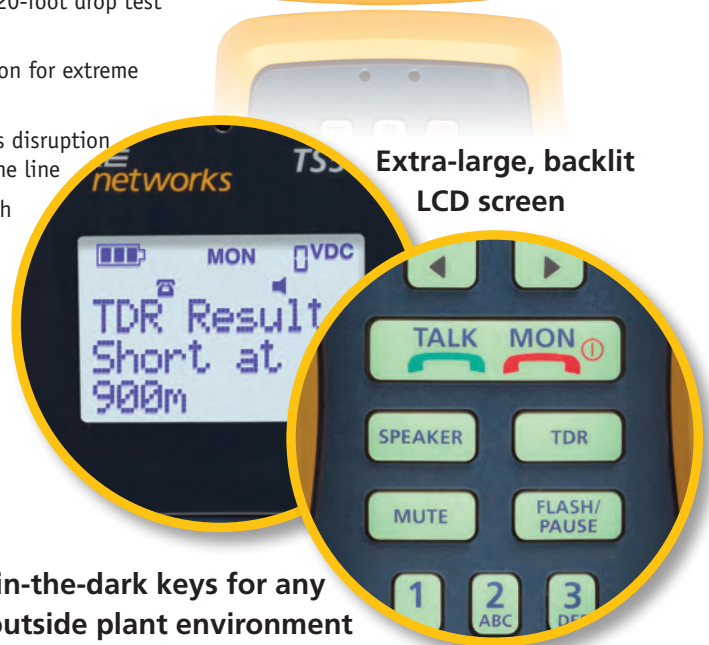 20-foot drop test
on for extreme
s disruption
ne line
h
networks
Extra-large, backlit
LCD screen
MON VDC
TDR Result
Short at
900m
TALK MON
SPEAKER TDR
MUTE FLASH/
PAUSE
1 2 3
ABC
in-the-dark keys for any
outside plant environment